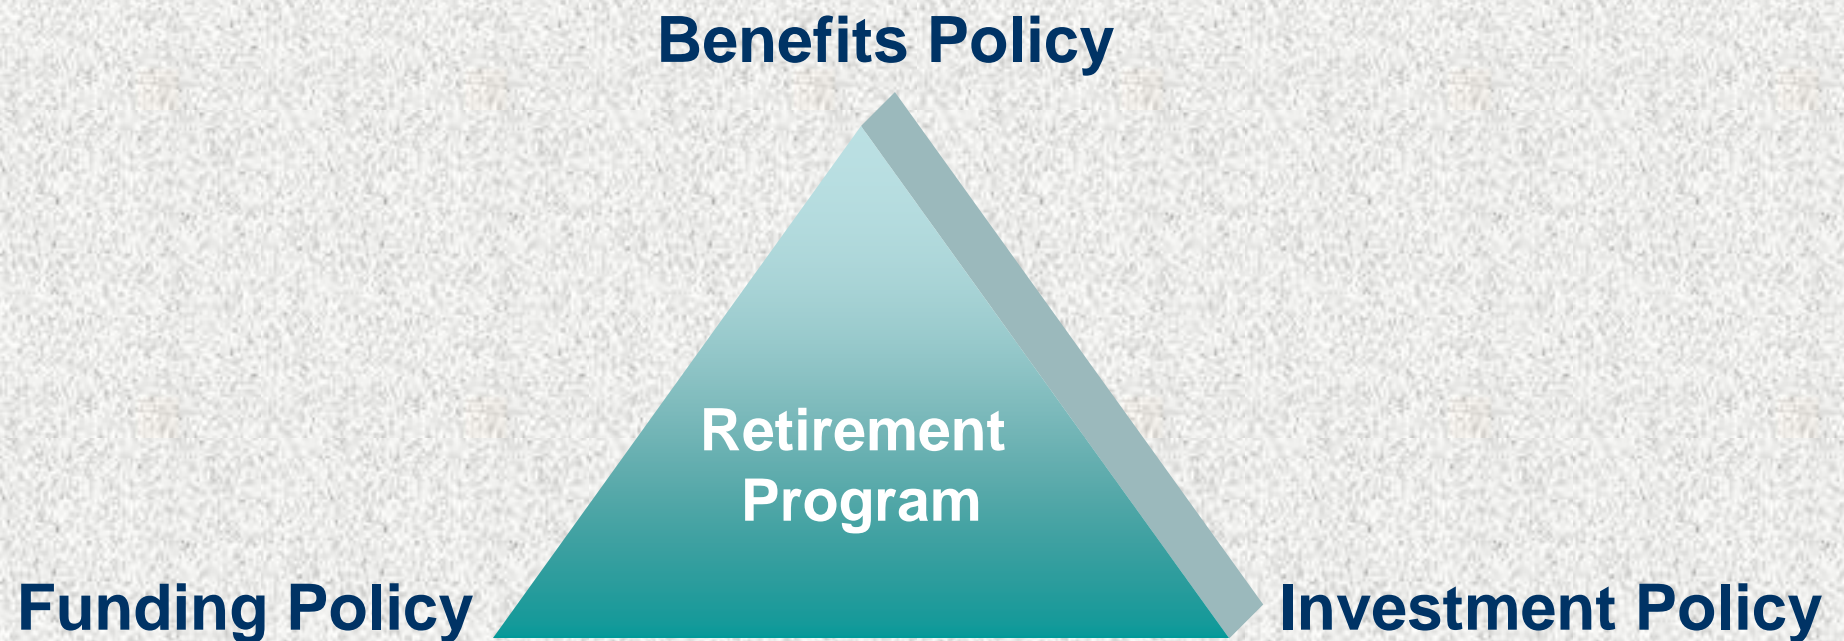 Benefits Policy
Retirement
Program
Funding Policy
Investment Policy